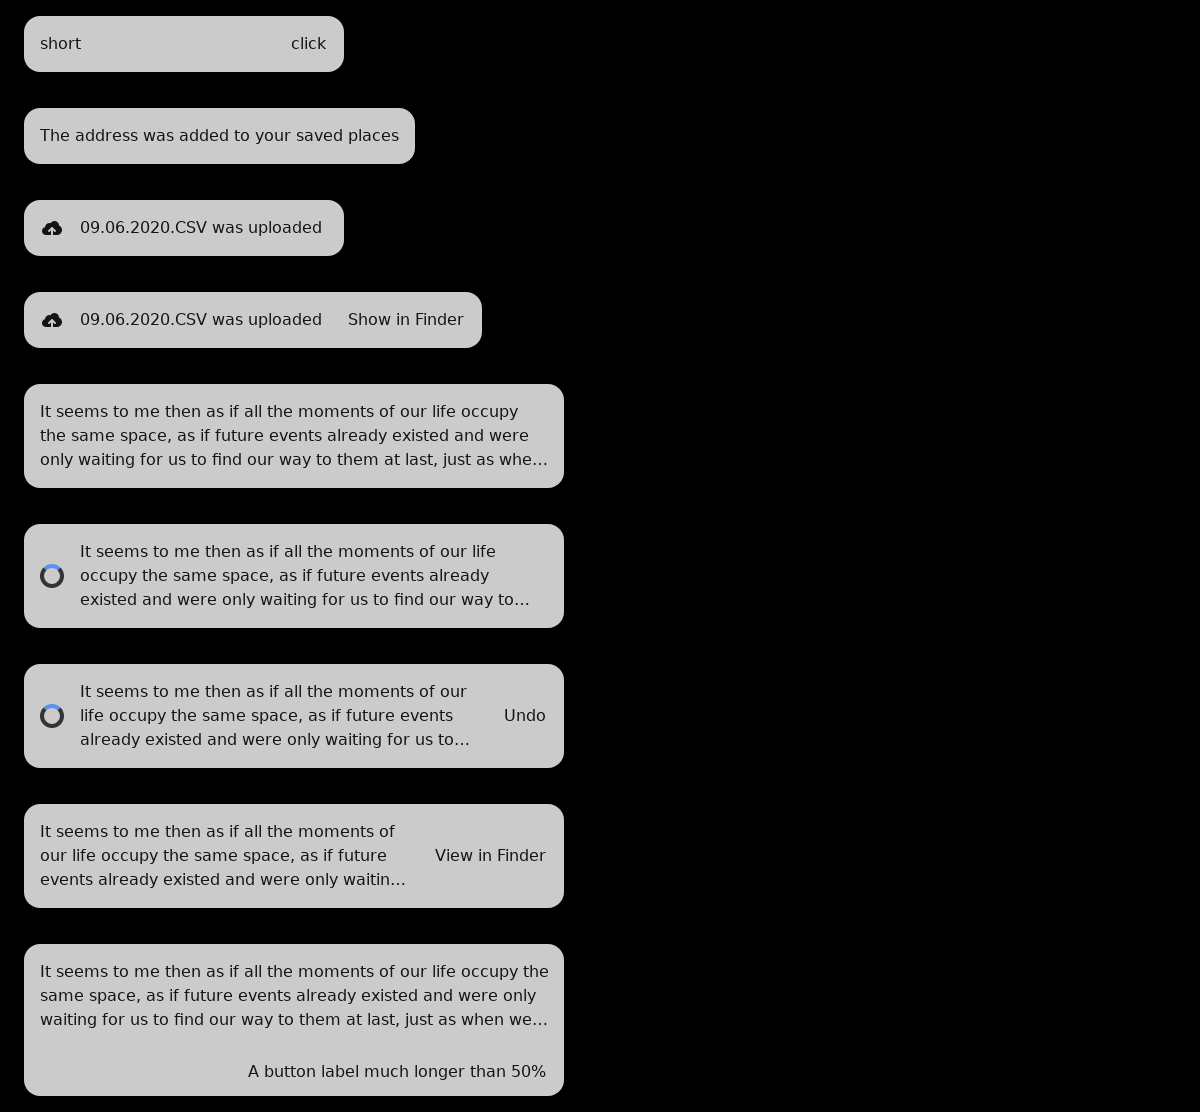 short
click
The address was added to your saved places
09.06.2020.CSV was uploaded
09.06.2020.CSV was uploaded
Show in Finder
It seems to me then as if all the moments of our life occupy
the same space, as if future events already existed and were
only waiting for us to find our way to them at last, just as whe…
It seems to me then as if all the moments of our life
occupy the same space, as if future events already
existed and were only waiting for us to find our way to…
It seems to me then as if all the moments of our
life occupy the same space, as if future events
already existed and were only waiting for us to…
Undo
It seems to me then as if all the moments of
our life occupy the same space, as if future
events already existed and were only waitin…
View in Finder
It seems to me then as if all the moments of our life occupy the
same space, as if future events already existed and were only
waiting for us to find our way to them at last, just as when we…
A button label much longer than 50%